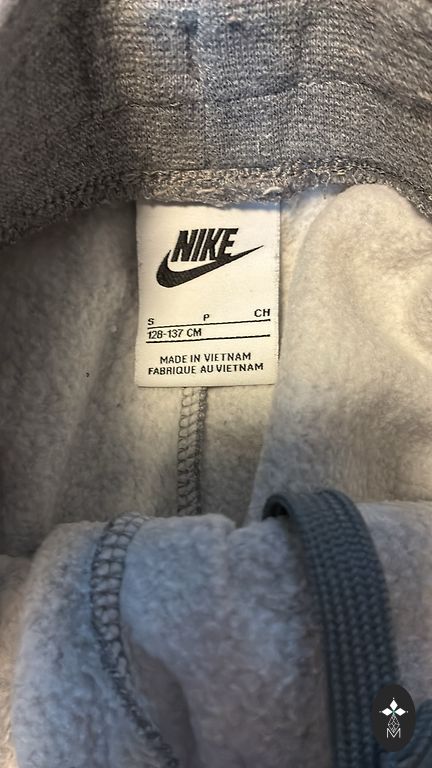 NIKE
S P CH
128-137 CM
MADE IN VIETNAM
FABRIQUE AU VIETNAM
M